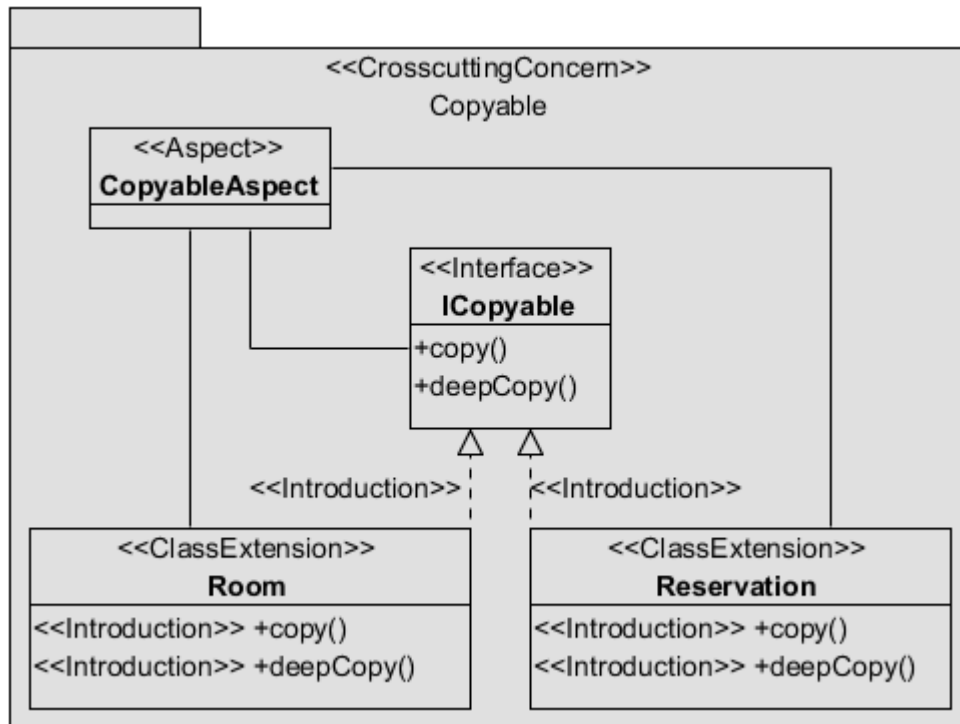 <<CrosscuttingConcern>>
Copyable
<<Aspect>>
CopyableAspect
<<Interface>>
ICopyable
+copy()
+deepCopy()
<<Introduction>>
<<Introduction>>
<<ClassExtension>>
Room
<<Introduction>> +copy()
<<Introduction>> +deepCopy()
<<ClassExtension>>
Reservation
<<Introduction>> +copy()
<<Introduction>> +deepCopy()